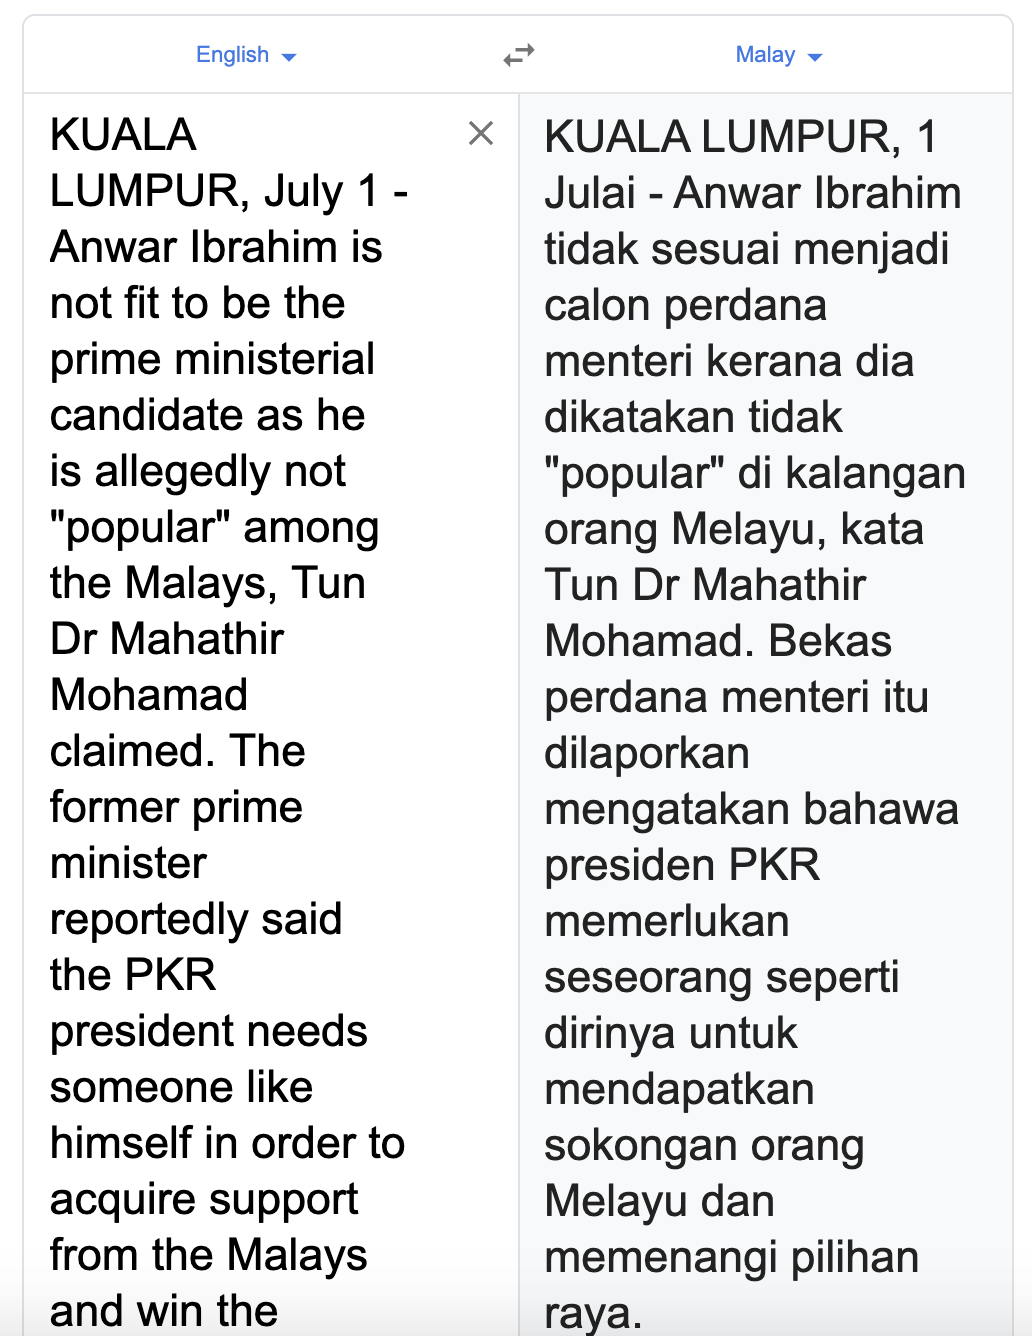 English
Malay
KUALA
LUMPUR, July 1 -
Anwar Ibrahim is
not fit to be the
prime ministerial
candidate as he
is allegedly not
"popular" among
the Malays, Tun
Dr Mahathir
Mohamad
claimed. The
former prime
minister
reportedly said
the PKR
president needs
someone like
himself in order to
acquire support
from the Malays
and win the
KUALA LUMPUR, 1
Julai - Anwar Ibrahim
tidak sesuai menjadi
calon perdana
menteri kerana dia
dikatakan tidak
"popular" di kalangan
orang Melayu, kata
Tun Dr Mahathir
Mohamad. Bekas
perdana menteri itu
dilaporkan
mengatakan bahawa
presiden PKR
memerlukan
seseorang seperti
dirinya untuk
mendapatkan
sokongan orang
Melayu dan
memenangi pilihan
raya.